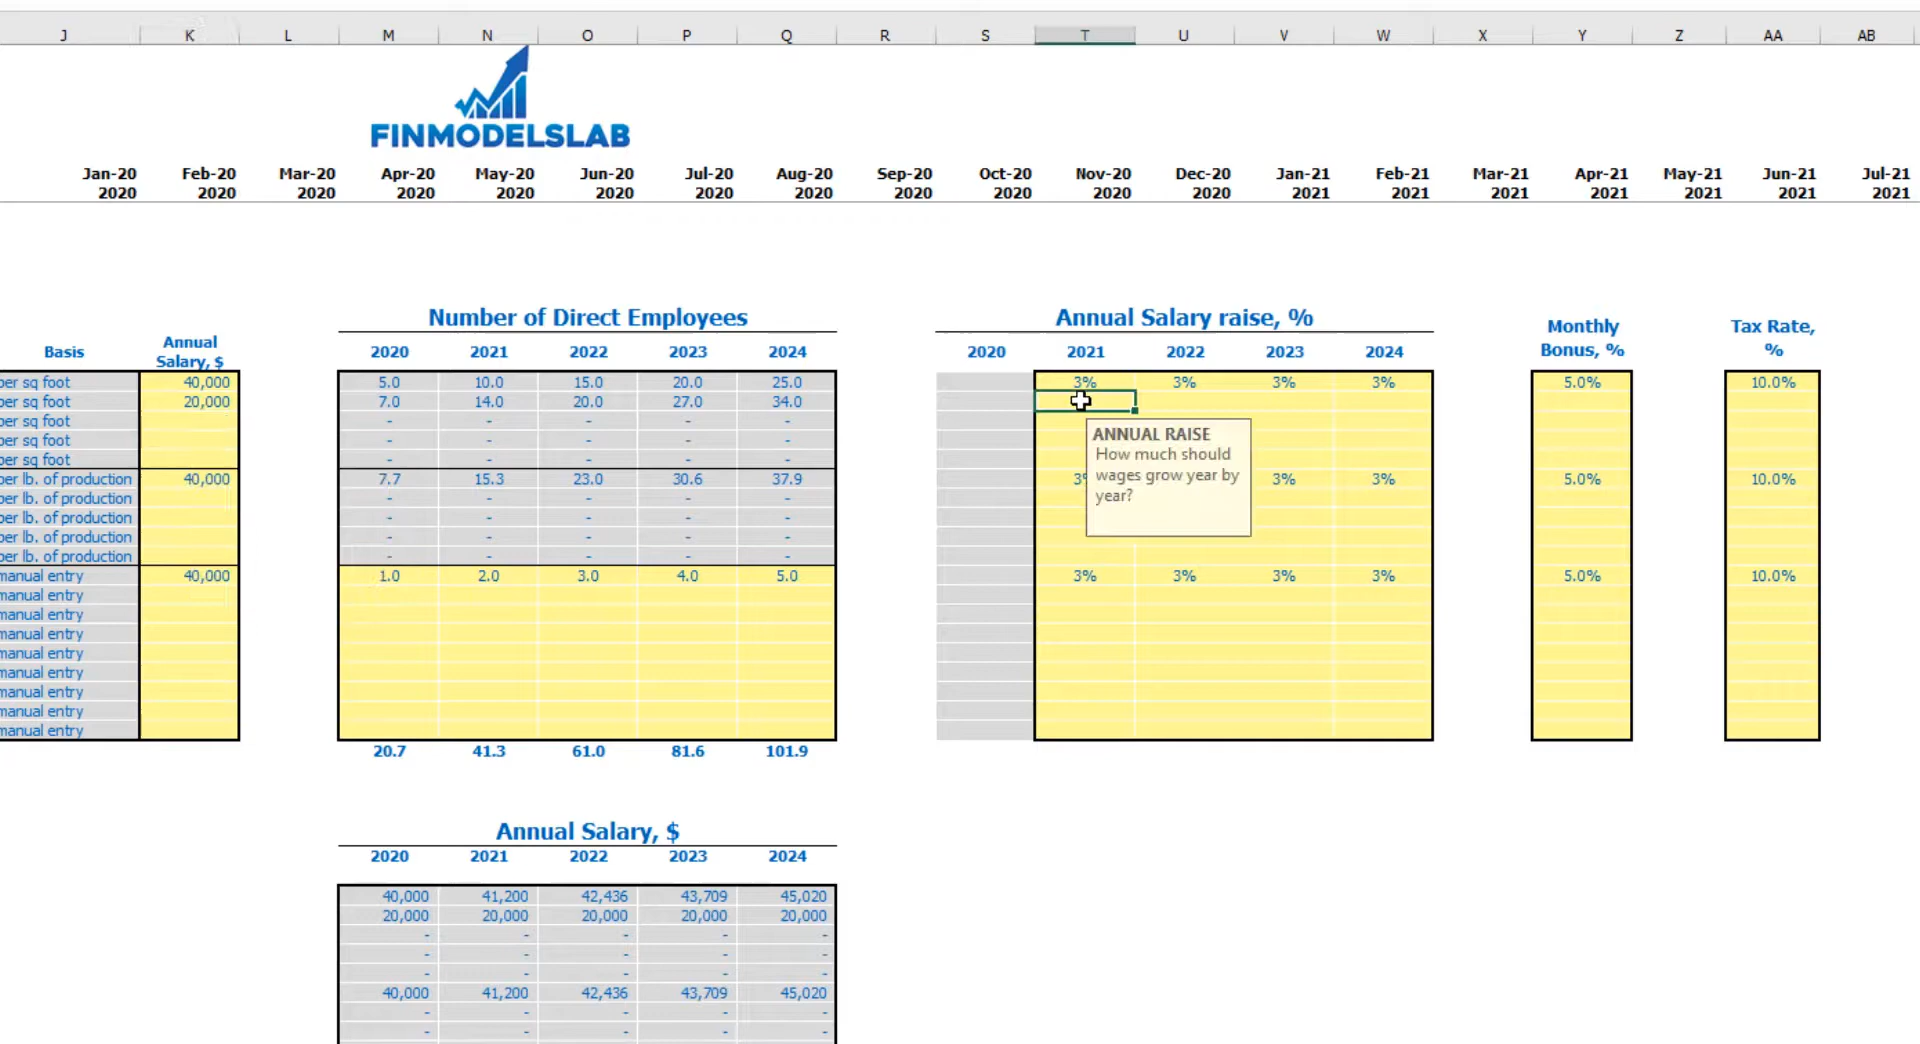 J K L M N O P Q R S T U V W X Y Z AA AB
FINMODELSLAB
Jan-20 Feb-20 Mar-20 Apr-20 May-20 Jun-20 Jul-20 Aug-20 Sep-20 Oct-20 Nov-20 Dec-20 Jan-21 Feb-21 Mar-21 Apr-21 May-21 Jun-21 Jul-21
2020 2020 2020 2020 2020 2020 2020 2020 2020 2020 2020 2020 2021 2021 2021 2021 2021 2021 2021
Number of Direct Employees Annual Salary raise, %
Annual Monthly Tax Rate,
Basis Salary, $ 2020 2021 2022 2023 2024 2020 2021 2022 2023 2024 Bonus, % %
per sq foot 40,000 5.0 10.0 15.0 20.0 25.0 3% 3% 3% 3% 5.0% 10.0%
per sq foot 20,000 7.0 14.0 20.0 27.0 34.0
per sq foot - - - - -
per sq foot - - - - -
per sq foot - - - - -
ANNUAL RAISE
How much should
wages grow year by
year?
per lb. of production 40,000 7.7 15.3 23.0 30.6 37.9 3% 3% 3% 5.0% 10.0%
per lb. of production - - - - -
per lb. of production - - - - -
per lb. of production - - - - -
per lb. of production - - - - -
manual entry 40,000 1.0 2.0 3.0 4.0 5.0 3% 3% 3% 3% 5.0% 10.0%
manual entry
manual entry
manual entry
manual entry
manual entry
manual entry
manual entry
manual entry
20.7 41.3 61.0 81.6 101.9
Annual Salary, $
2020 2021 2022 2023 2024
40,000 41,200 42,436 43,709 45,020
20,000 20,000 20,000 20,000 20,000
- - - - -
- - - - -
- - - - -
40,000 41,200 42,436 43,709 45,020
- - - - -
- - - - -